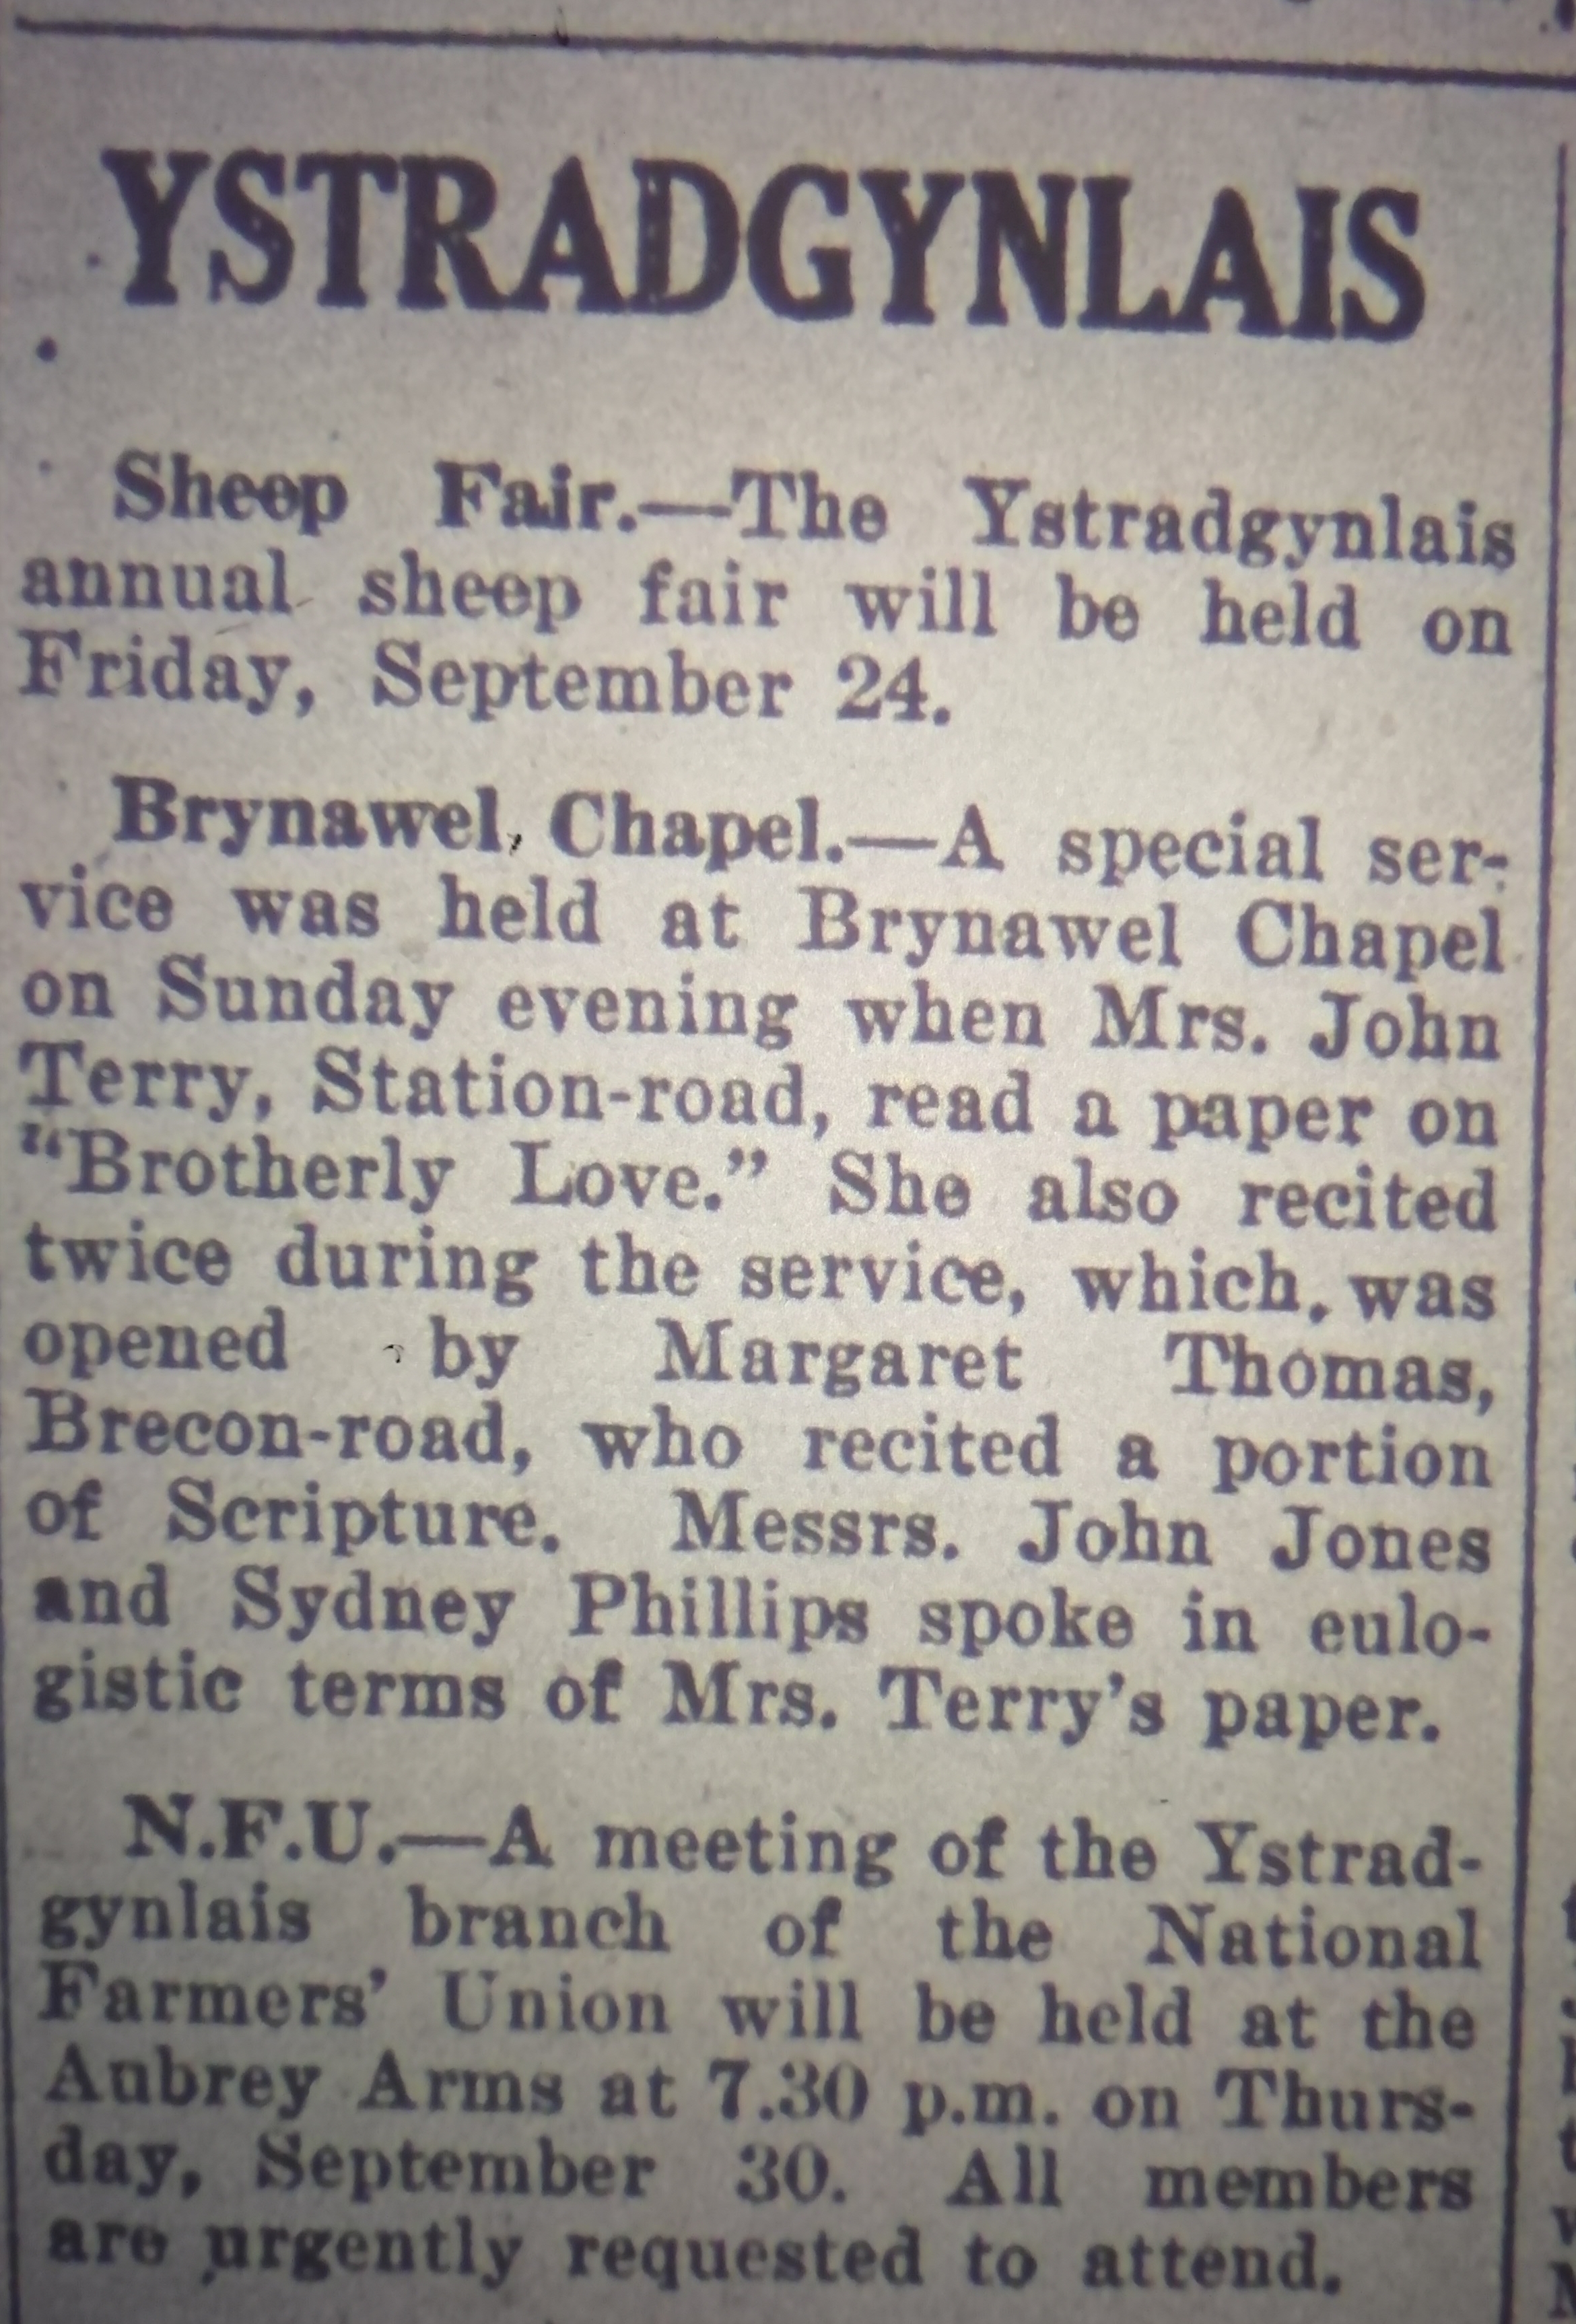 YSTRADGYNLAIS
Sheep Fair.—The Ystradgynlais
annual sheep fair will be held on
Friday, September 24.
Brynawel Chapel.—A special ser-
vice was held at Brynawel Chapel
on Sunday evening when Mrs. John
Terry, Station-road, read a paper on
"Brotherly Love." She also recited
twice during the service, which was
opened by Margaret Thomas,
Brecon-road, who recited a portion
of Scripture. Messrs. John Jones
and Sydney Phillips spoke in eulo-
gistic terms of Mrs. Terry's paper.
N.F.U.—A meeting of the Ystrad-
gynlais branch of the National
Farmers' Union will be held at the
Aubrey Arms at 7.30 p.m. on Thurs-
day, September 30. All members
are urgently requested to attend.